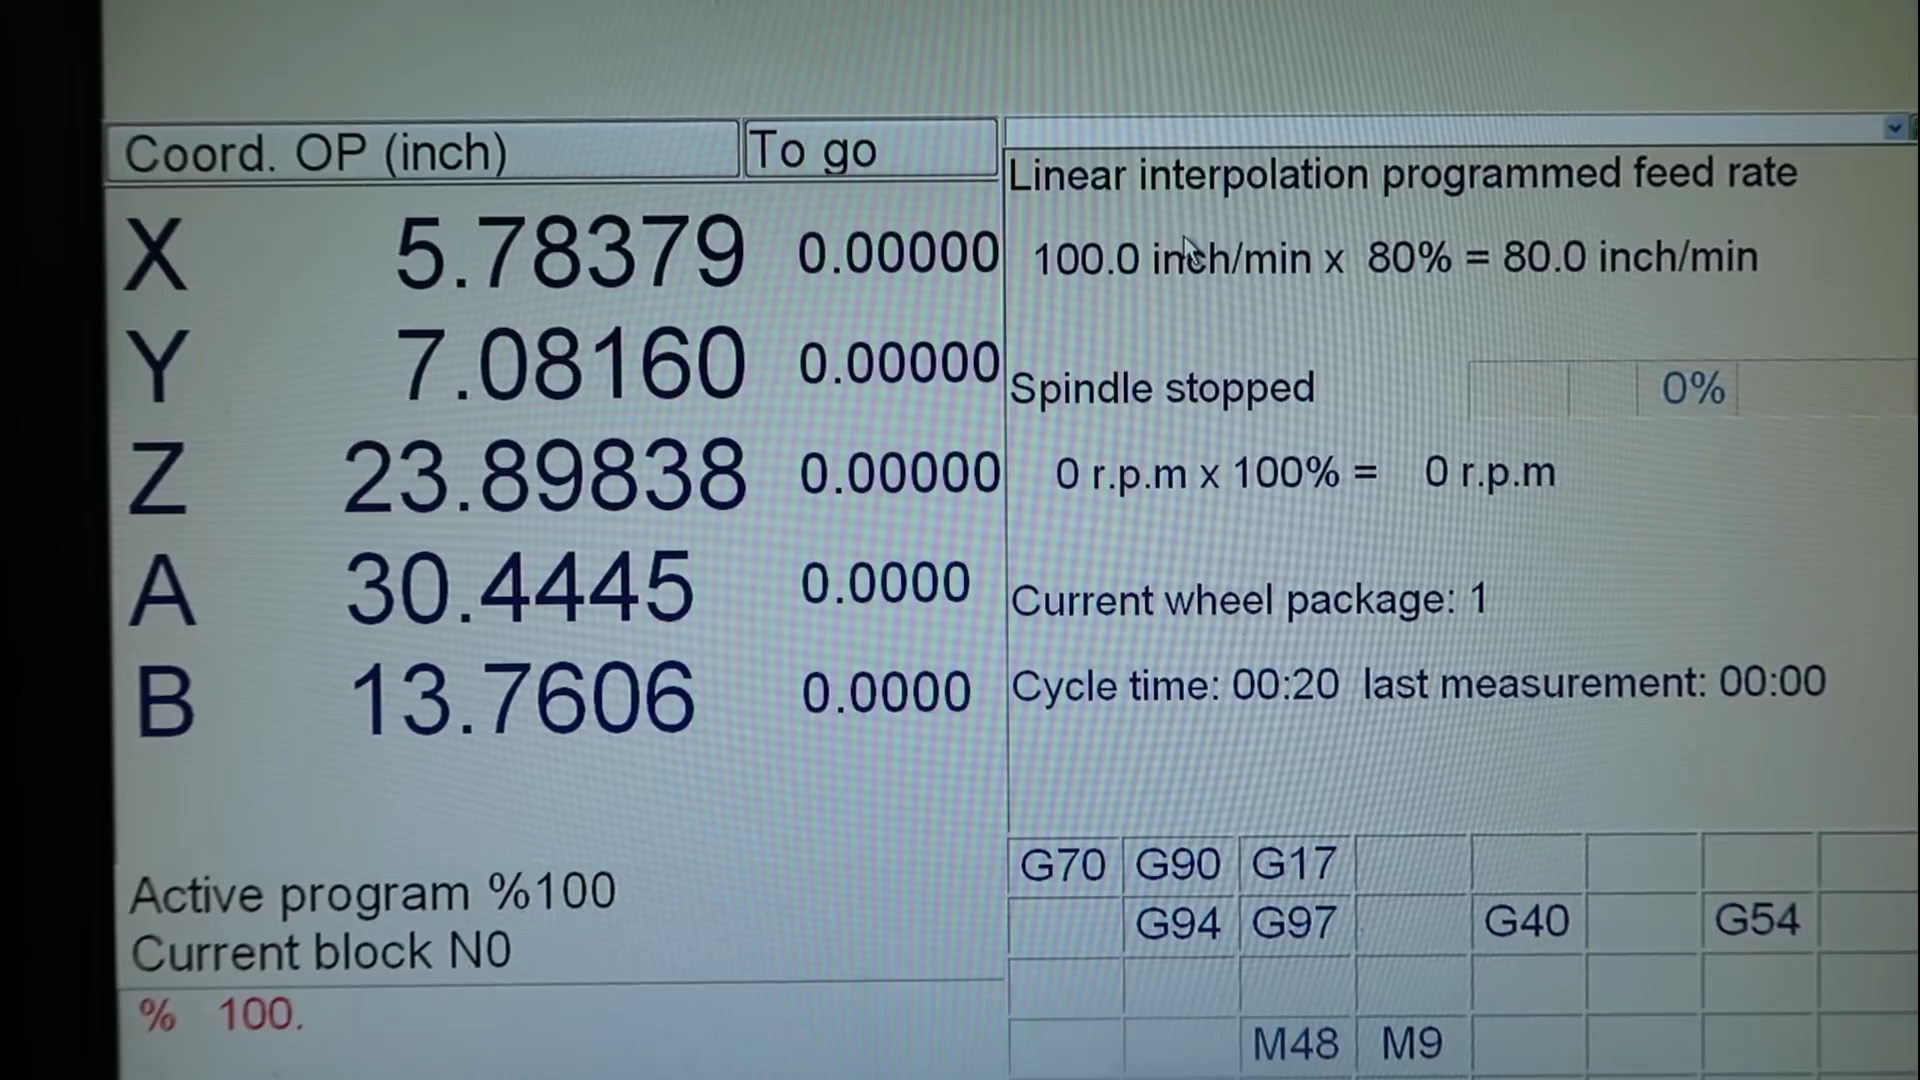 Coord. OP (inch) To go
X 5.78379 0.00000
Y 7.08160 0.00000
Z 23.89838 0.00000
A 30.4445 0.0000
B 13.7606 0.0000
Active program %100
Current block N0
% 100.
Linear interpolation programmed feed rate
100.0 inch/min x 80% = 80.0 inch/min
Spindle stopped 0%
0 r.p.m x 100% = 0 r.p.m
Current wheel package: 1
Cycle time: 00:20 last measurement: 00:00
G70 G90 G17
G94 G97 G40 G54
M48 M9